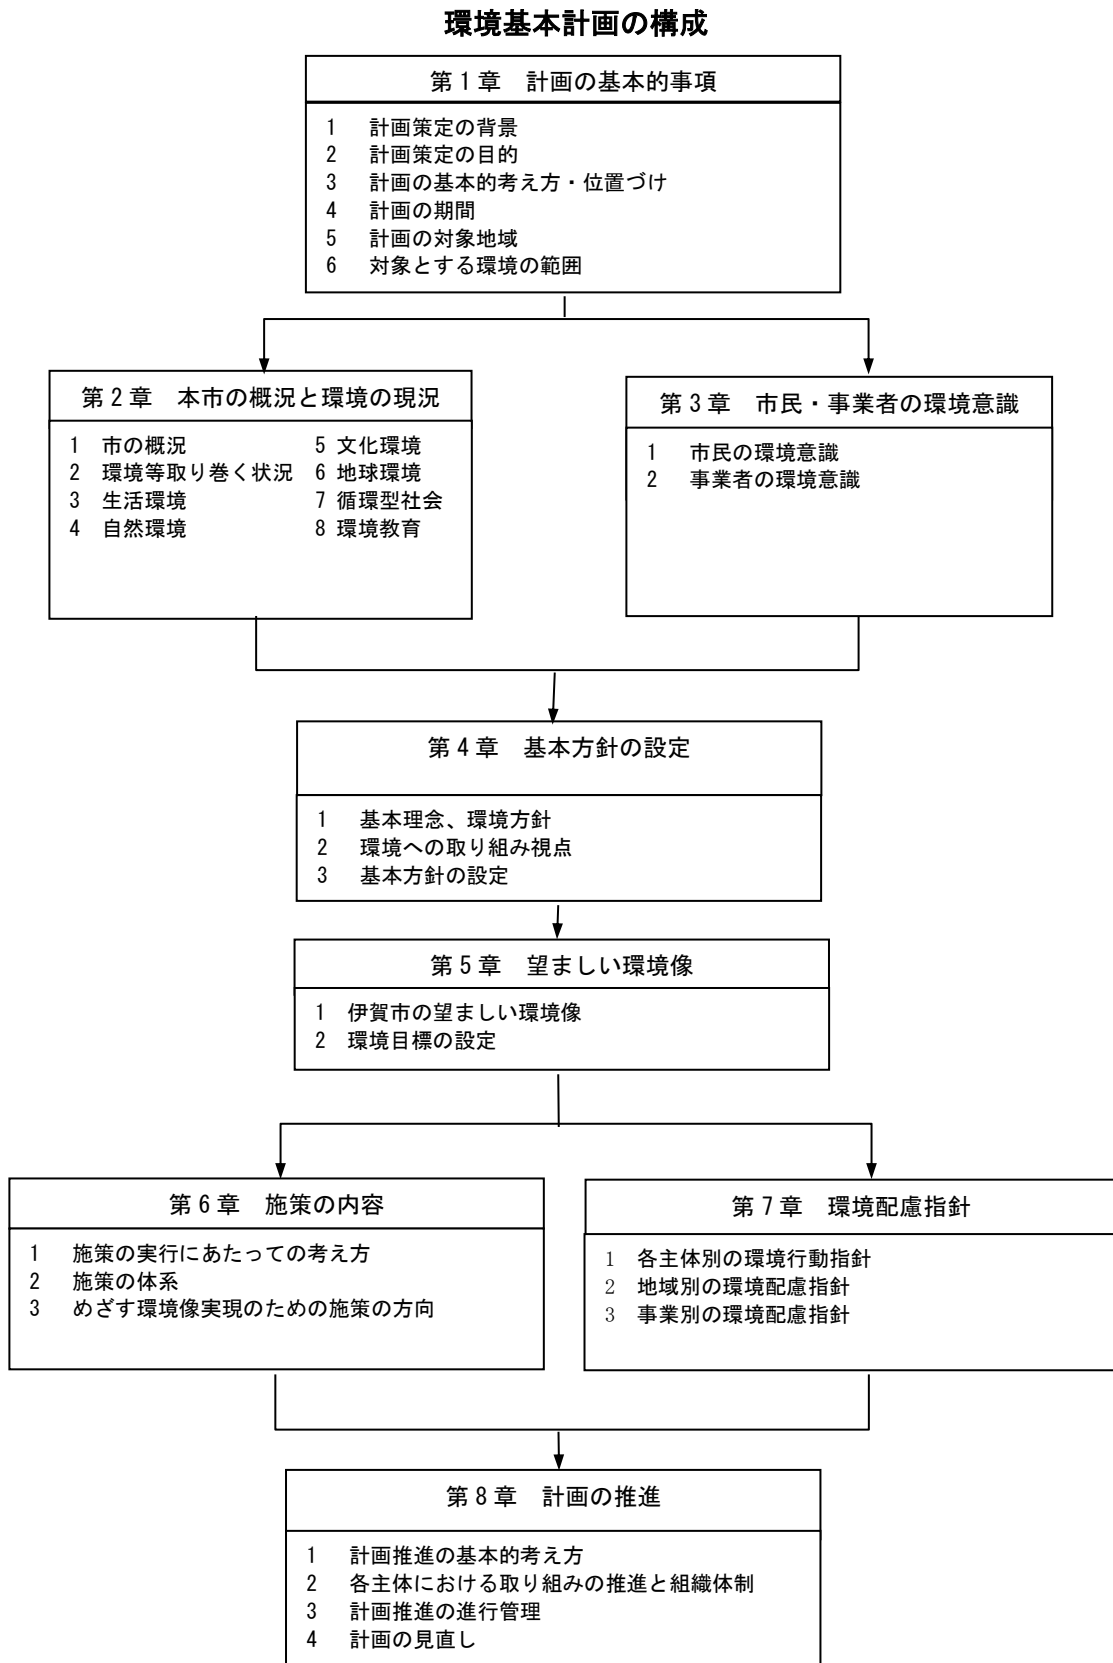 環境基本計画の構成
第1章　計画の基本的事項
1　計画策定の背景
2　計画策定の目的
3　計画の基本的考え方・位置づけ
4　計画の期間
5　計画の対象地域
6　対象とする環境の範囲
第2章　本市の概況と環境の現況
1　市の概況
2　環境等取り巻く状況
3　生活環境
4　自然環境
5 文化環境
6 地球環境
7 循環型社会
8 環境教育
第3章　市民・事業者の環境意識
1　市民の環境意識
2　事業者の環境意識
第4章　基本方針の設定
1　基本理念、環境方針
2　環境への取り組み視点
3　基本方針の設定
第5章　望ましい環境像
1　伊賀市の望ましい環境像
2　環境目標の設定
第6章　施策の内容
1　施策の実行にあたっての考え方
2　施策の体系
3　めざす環境像実現のための施策の方向
第7章　環境配慮指針
1　各主体別の環境行動指針
2　地域別の環境配慮指針
3　事業別の環境配慮指針
第8章　計画の推進
1　計画推進の基本的考え方
2　各主体における取り組みの推進と組織体制
3　計画推進の進行管理
4　計画の見直し